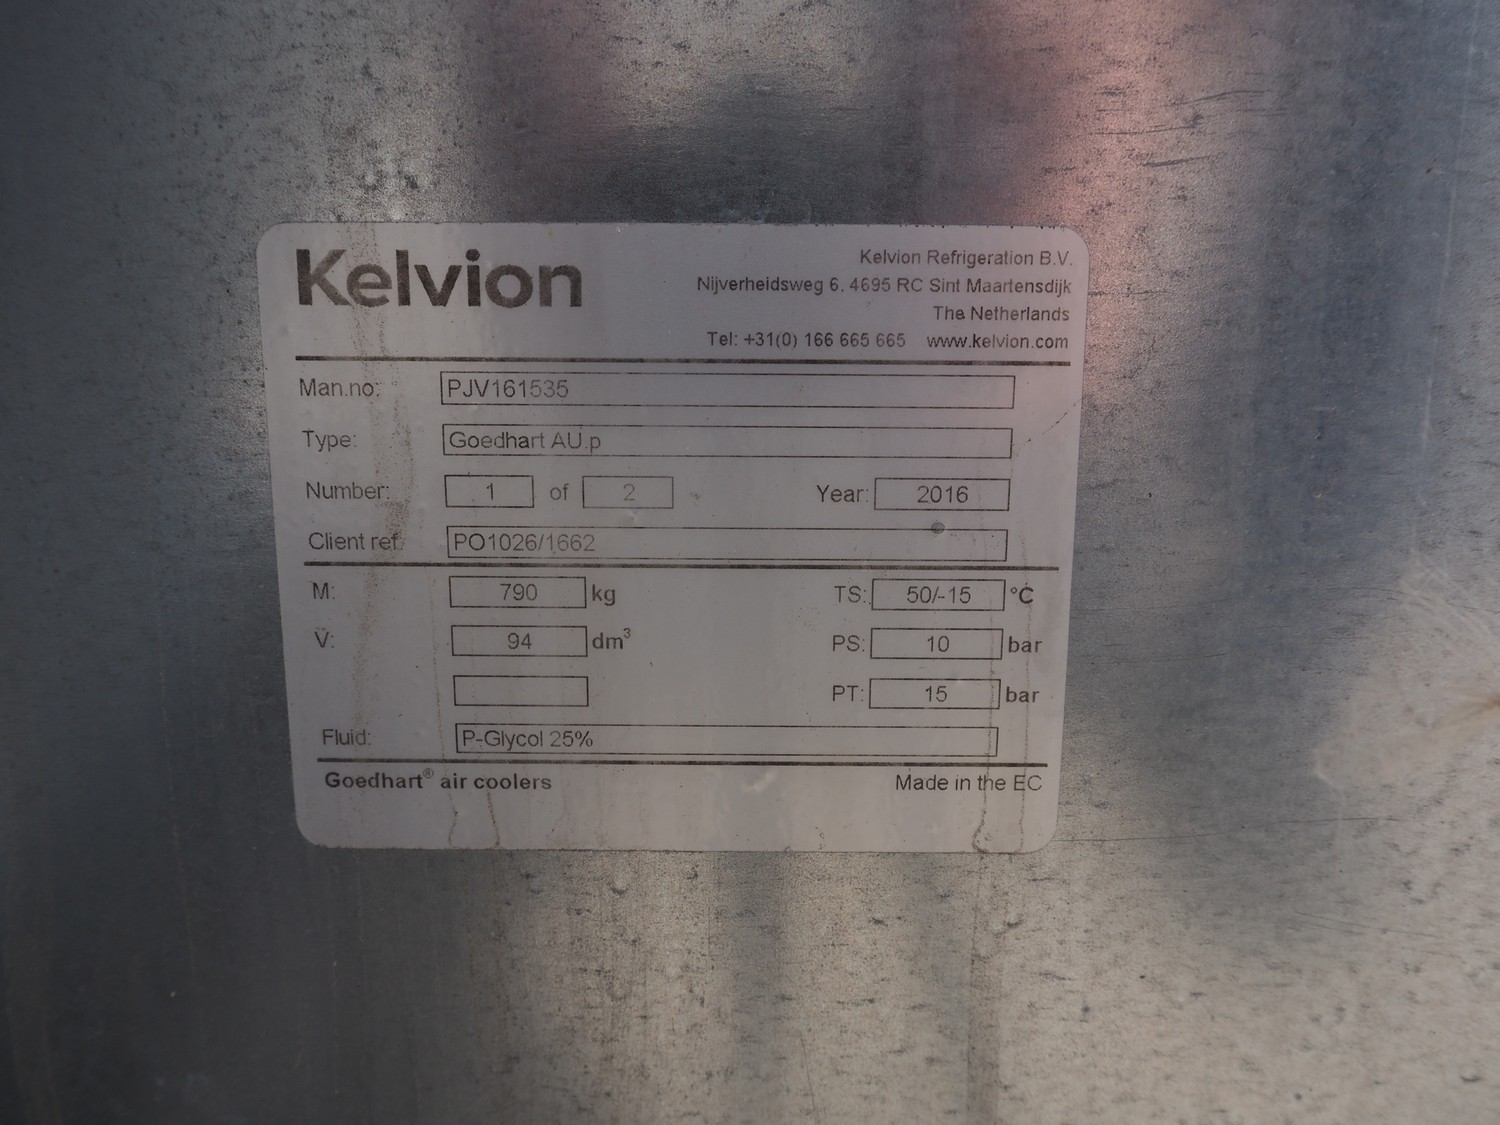 Kelvion
Kelvion Refrigeration B.V.
Nijverheidsweg 6, 4695 RC Sint Maartensdijk
The Netherlands
Tel: +31(0) 166 665 665 www.kelvion.com
Man.no: PJV161535
Type: Goedhart AU.p
Number: 1 of 2 Year: 2016
Client ref: PO1026/1662
M: 790 kg TS: 50/-15 °C
V: 94 dm³ PS: 10 bar
PT: 15 bar
Fluid: P-Glycol 25%
Goedhart® air coolers Made in the EC